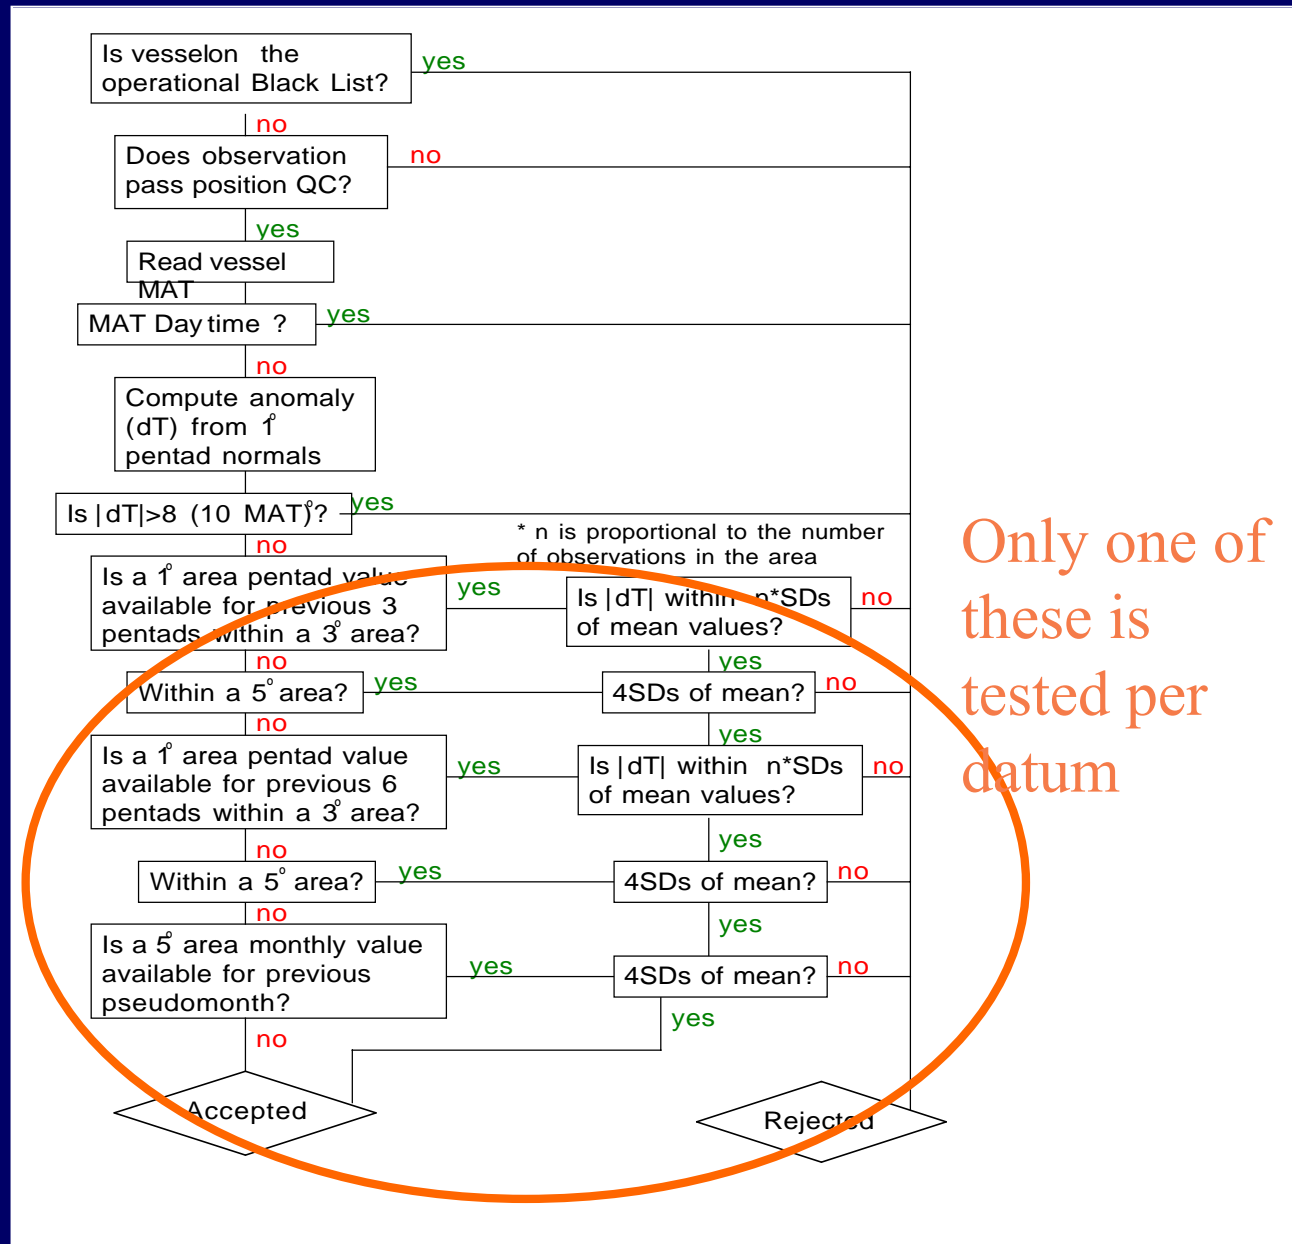 Is vesselon the
operational Black List?
yes
no
Does observation
pass position QC?
no
yes
Read vessel
MAT
MAT Daytime ?
yes
no
Compute anomaly
(dT) from 1°
pentad normals
Is |dT|>8 (10 MAT)°?
yes
no
* n is proportional to the number
of observations in the area
Is a 1° area pentad value
available for previous 3
pentads within a 3° area?
yes
Is |dT| within n*SDs
of mean values?
no
no
yes
Within a 5° area?
yes
4SDs of mean?
no
no
yes
Is a 1° area pentad value
available for previous 6
pentads within a 3° area?
yes
Is |dT| within n*SDs
of mean values?
no
no
yes
Within a 5° area?
yes
4SDs of mean?
no
no
yes
Is a 5° area monthly value
available for previous
pseudomonth?
yes
4SDs of mean?
no
no
yes
Accepted
Rejected
Only one of
these is
tested per
datum